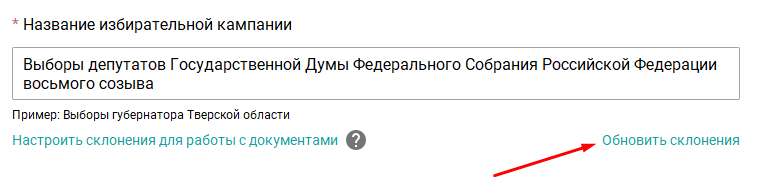 * Название избирательной кампании
Выборы депутатов Государственной Думы Федерального Собрания Российской Федерации
восьмого созыва
Пример: Выборы губернатора Тверской области
Настроить склонения для работы с документами ? Обновить склонения